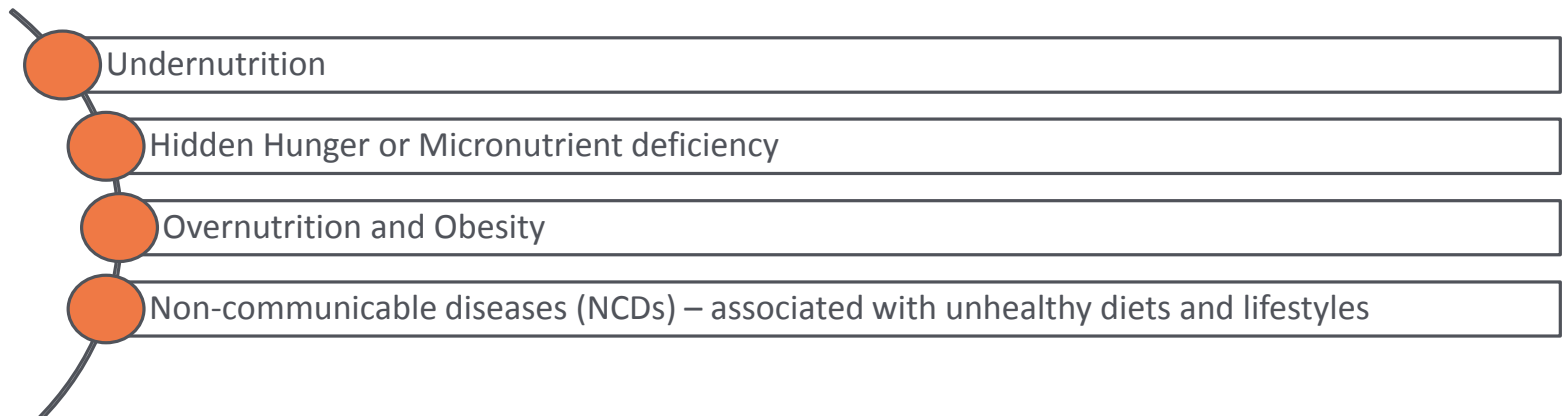 Undernutrition
Hidden Hunger or Micronutrient deficiency
Overnutrition and Obesity
Non-communicable diseases (NCDs) – associated with unhealthy diets and lifestyles